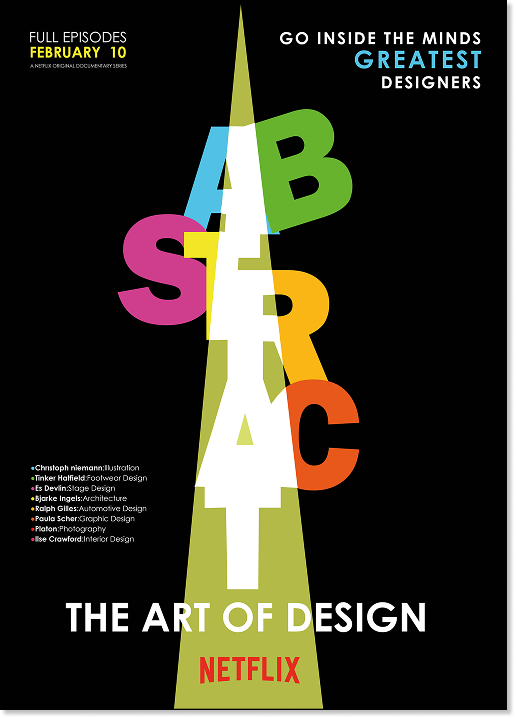 FULL EPISODES
FEBRUARY 10
A NETFLIX ORIGINAL DOCUMENTARY SERIES
GO INSIDE THE MINDS
GREATEST
DESIGNERS
AB
STR
AC
T
Christoph niemann:Illustration
Tinker Hatfield:Footwear Design
Es Devlin:Stage Design
Bjarke Ingels:Architecture
Ralph Gilles:Automotive Design
Paula Scher:Graphic Design
Platon:Photography
Ilse Crawford:Interior Design
THE ART OF DESIGN
NETFLIX